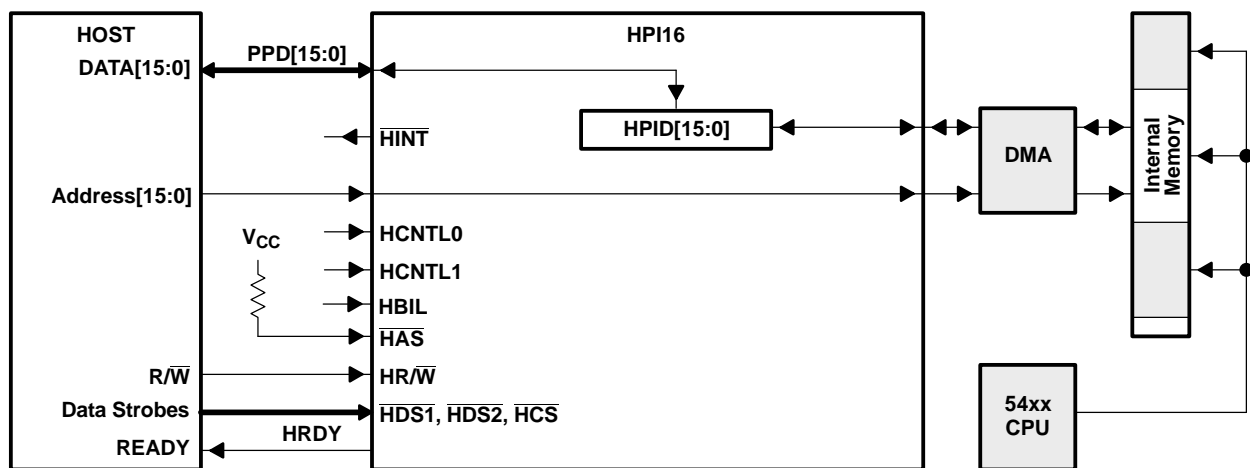 HOST
HPI16
PPD[15:0]
DATA[15:0]
HPID[15:0]
HINT
DMA
Internal
Memory
Address[15:0]
VCC
HCNTL0
HCNTL1
HBIL
HAS
R/W
HR/W
Data Strobes
HDS1, HDS2, HCS
54xx
CPU
HRDY
READY